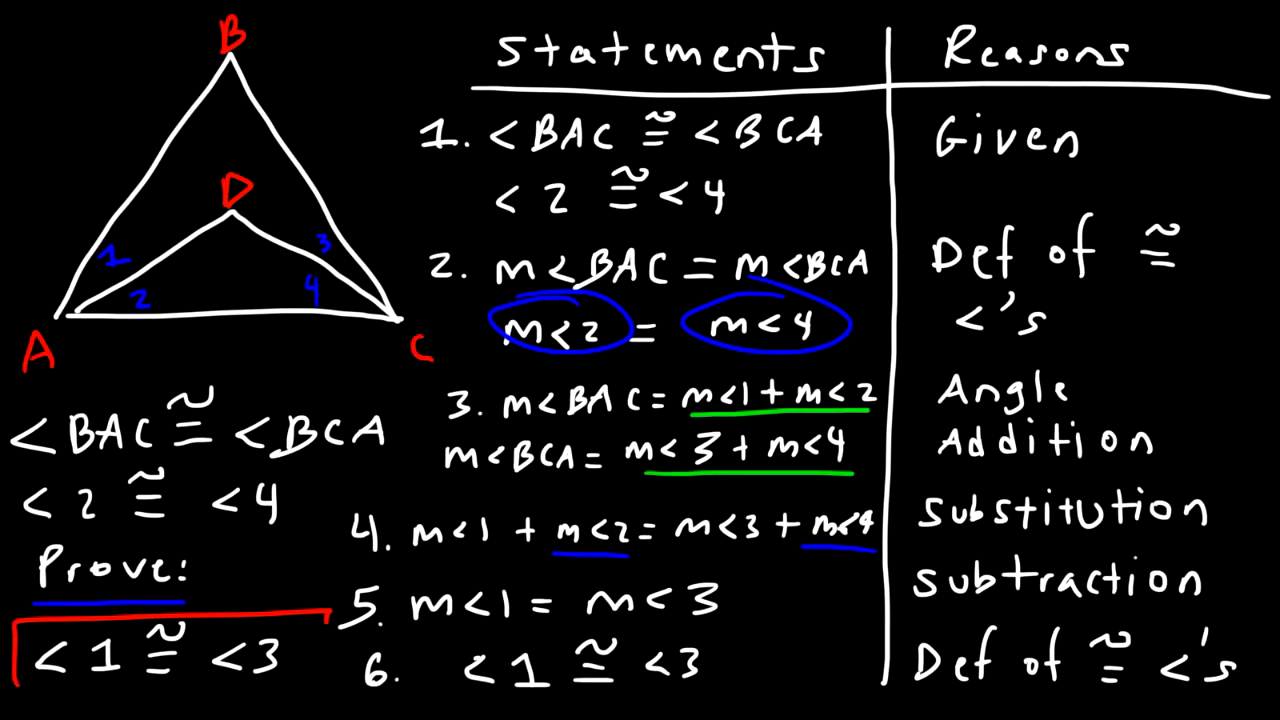 B
D
1
3
2
4
A
C
<BAC ≅ <BCA
<2 ≅ <4
Prove:
<1 ≅ <3
Statements
Reasons
1. <BAC ≅ <BCA
Given
<2 ≅ <4
2. m<BAC = m<BCA
Def of ≅
m<2 = m<4
<'s
3. m<BAC = m<1 + m<2
Angle
m<BCA = m<3 + m<4
Addition
4. m<1 + m<2 = m<3 + m<4
Substitution
5. m<1 = m<3
Subtraction
6. <1 ≅ <3
Def of ≅ <'s